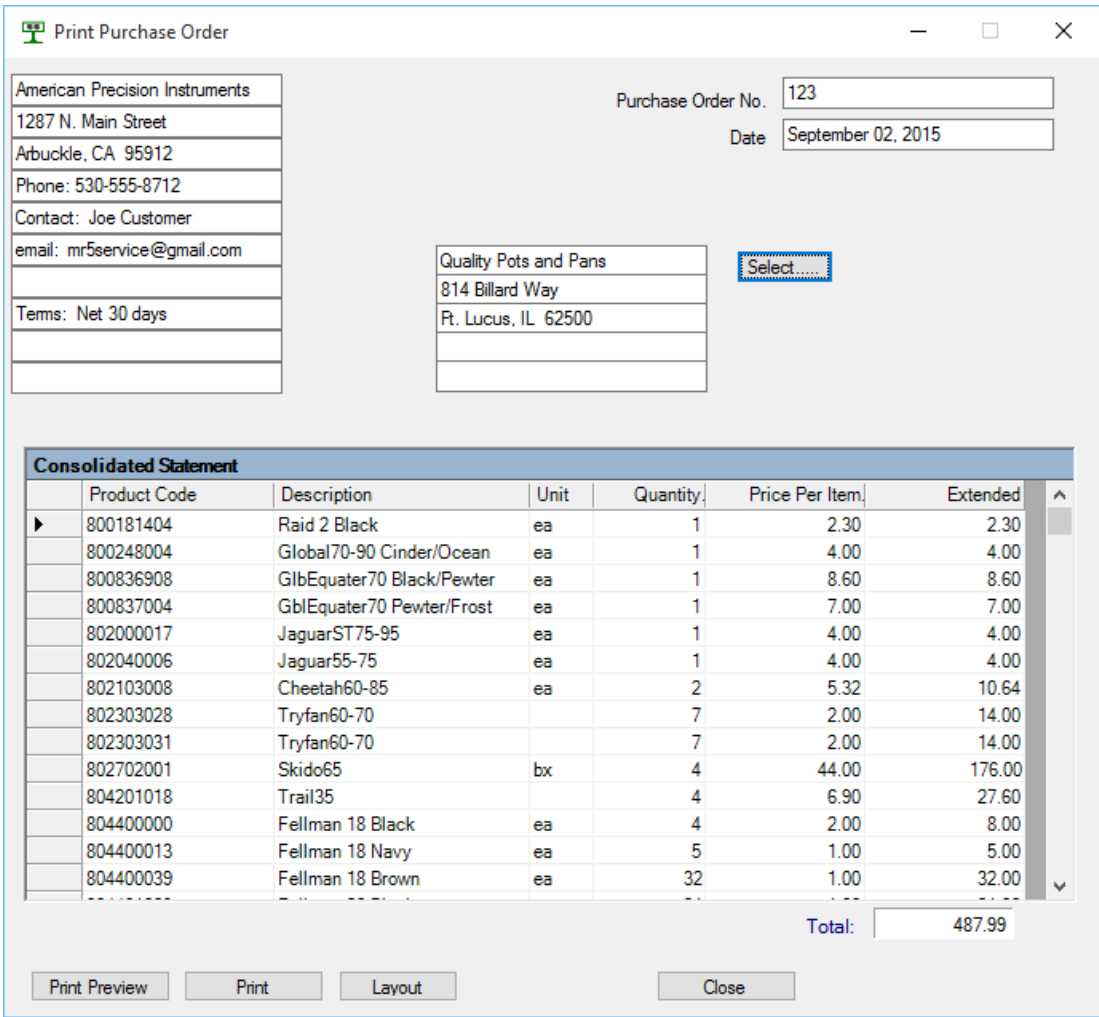 Print Purchase Order
American Precision Instruments
1287 N. Main Street
Arbuckle, CA  95912
Phone: 530-555-8712
Contact:  Joe Customer
email:  mr5service@gmail.com
Terms:  Net 30 days
Purchase Order No. 123
Date September 02, 2015
Quality Pots and Pans
814 Billard Way
Ft. Lucus, IL  62500
Select.....
Consolidated Statement
Product Code Description Unit Quantity. Price Per Item. Extended
800181404 Raid 2 Black ea 1 2.30 2.30
800248004 Global70-90 Cinder/Ocean ea 1 4.00 4.00
800836908 GlbEquater70 Black/Pewter ea 1 8.60 8.60
800837004 GblEquater70 Pewter/Frost ea 1 7.00 7.00
802000017 JaguarST75-95 ea 1 4.00 4.00
802040006 Jaguar55-75 ea 1 4.00 4.00
802103008 Cheetah60-85 ea 2 5.32 10.64
802303028 Tryfan60-70 7 2.00 14.00
802303031 Tryfan60-70 7 2.00 14.00
802702001 Skido65 bx 4 44.00 176.00
804201018 Trail35 4 6.90 27.60
804400000 Fellman 18 Black ea 4 2.00 8.00
804400013 Fellman 18 Navy ea 5 1.00 5.00
804400039 Fellman 18 Brown ea 32 1.00 32.00
Total: 487.99
Print Preview Print Layout Close